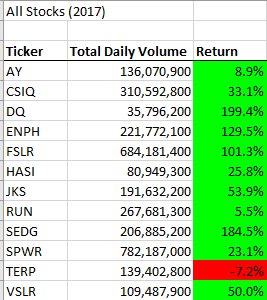 All Stocks (2017)
Ticker Total Daily Volume Return
AY 136,070,900 8.9%
CSIQ 310,592,800 33.1%
DQ 35,796,200 199.4%
ENPH 221,772,100 129.5%
FSLR 684,181,400 101.3%
HASI 80,949,300 25.8%
JKS 191,632,200 53.9%
RUN 267,681,300 5.5%
SEDG 206,885,200 184.5%
SPWR 782,187,000 23.1%
TERP 139,402,800 -7.2%
VSLR 109,487,900 50.0%